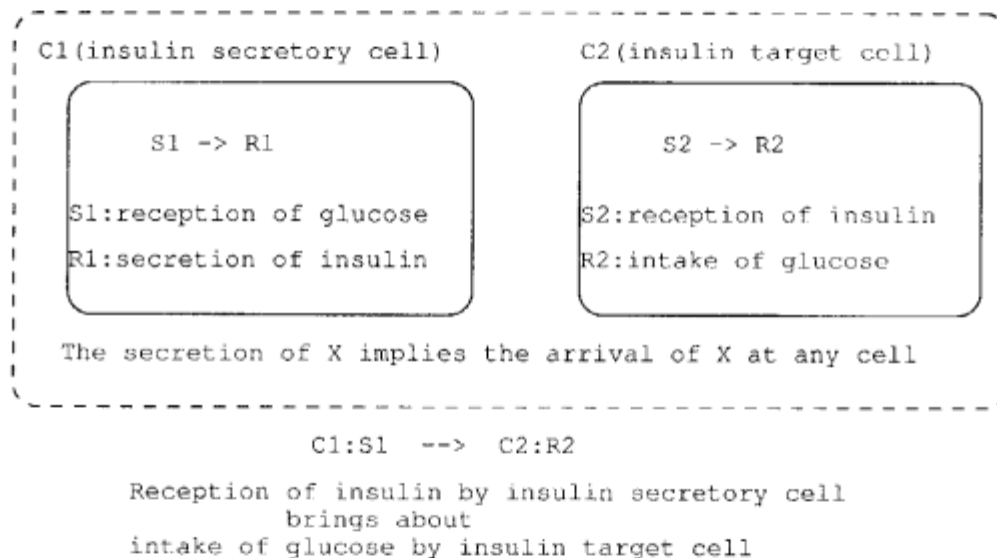 C1(insulin secretory cell) C2(insulin target cell)
S1 -> R1 S2 -> R2
S1:reception of glucose S2:reception of insulin
R1:secretion of insulin R2:intake of glucose
The secretion of X implies the arrival of X at any cell
C1:S1 --> C2:R2
Reception of insulin by insulin secretory cell
brings about
intake of glucose by insulin target cell